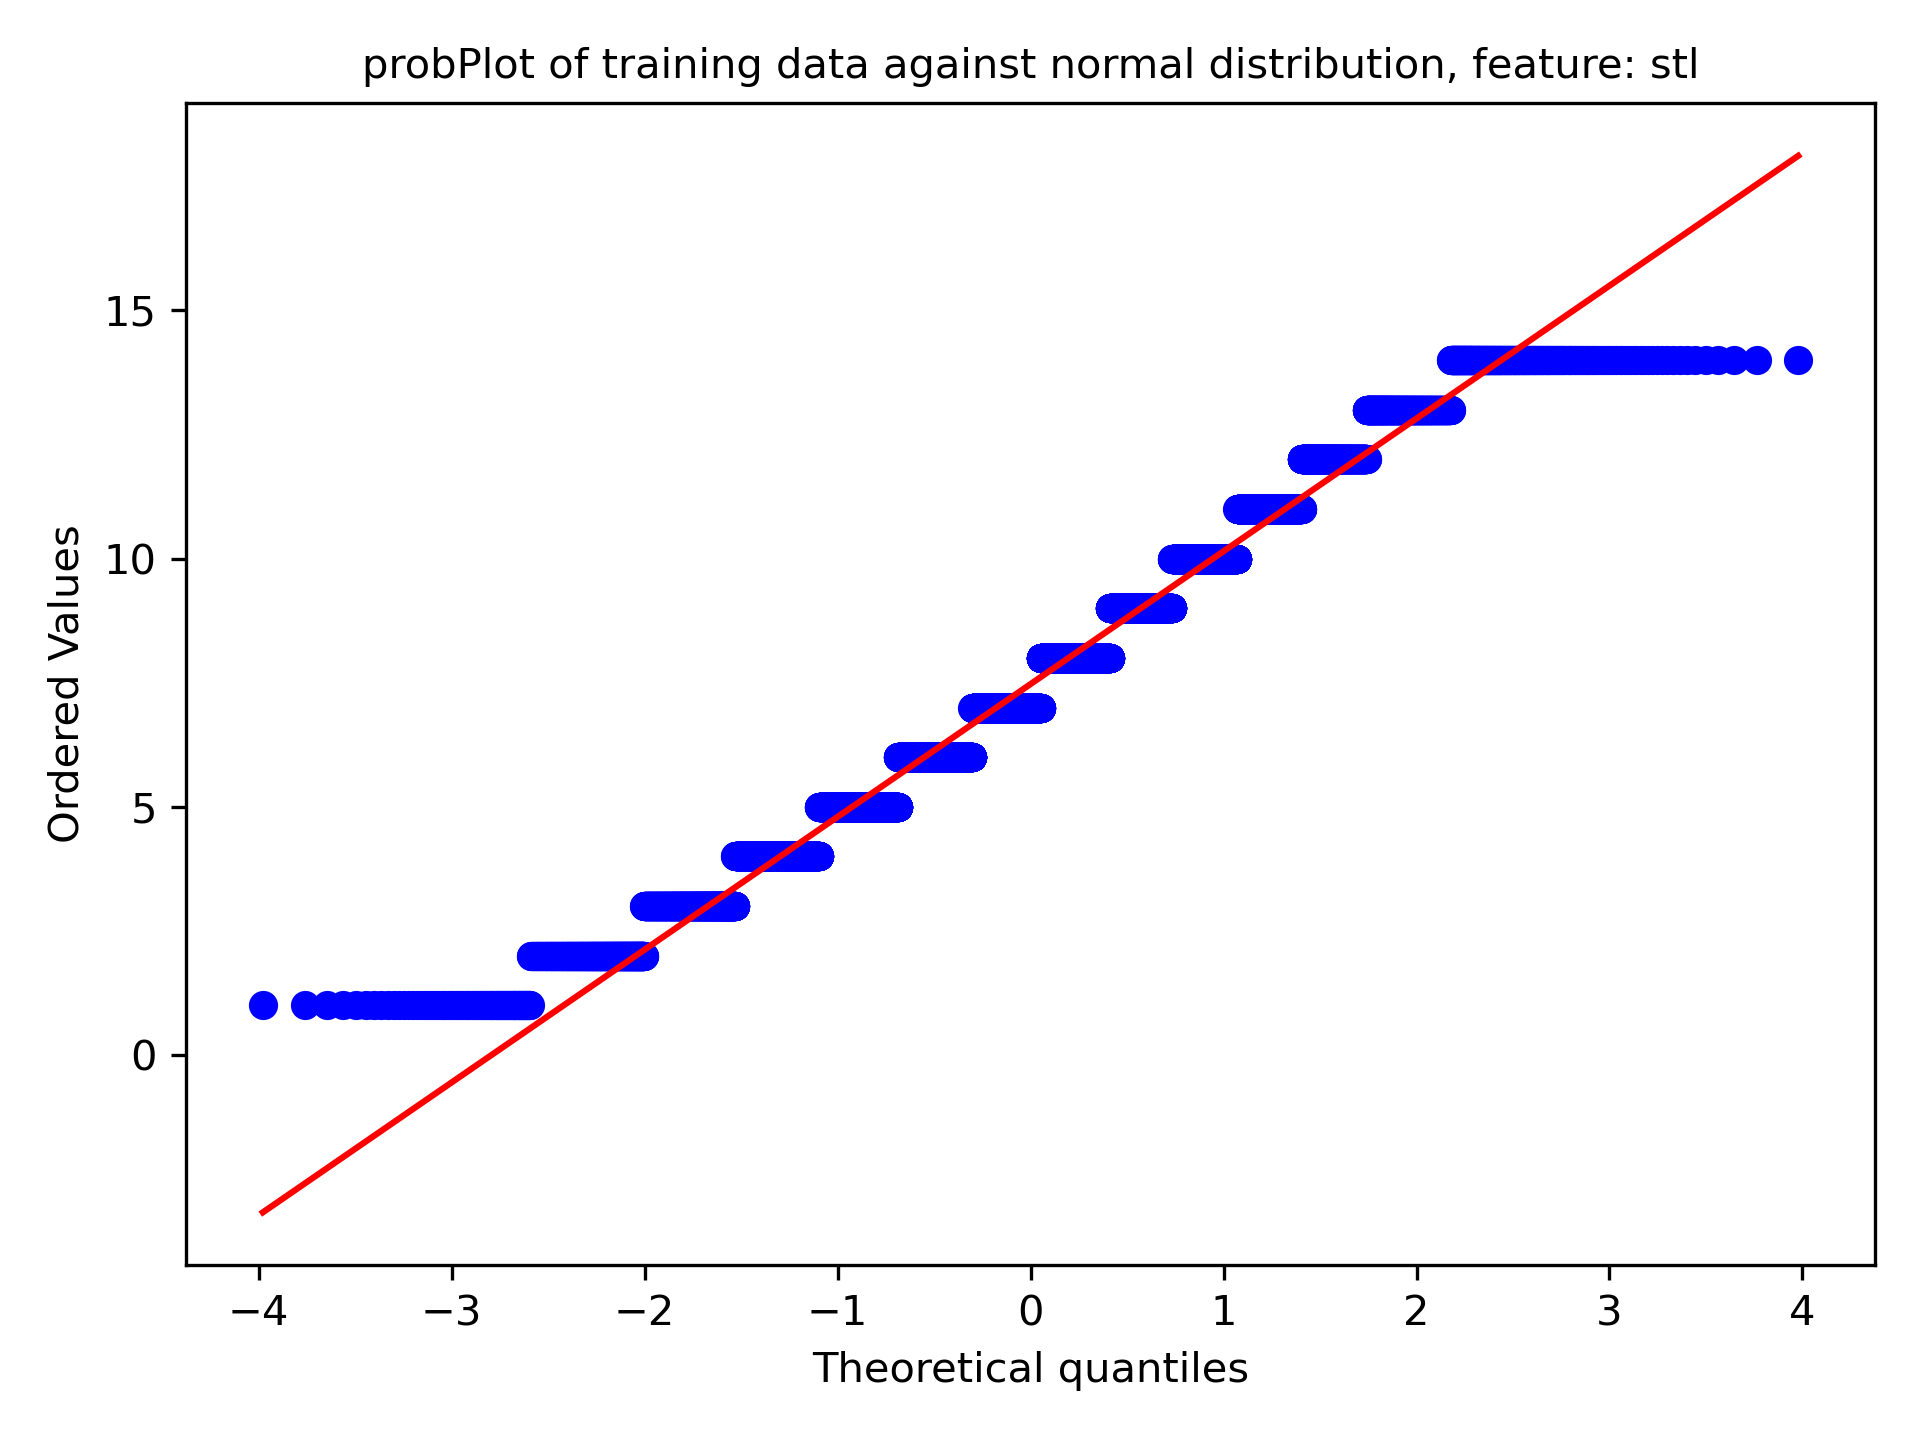 probPlot of training data against normal distribution, feature: stl
15
10
5
0
Ordered Values
−4 −3 −2 −1 0 1 2 3 4
Theoretical quantiles